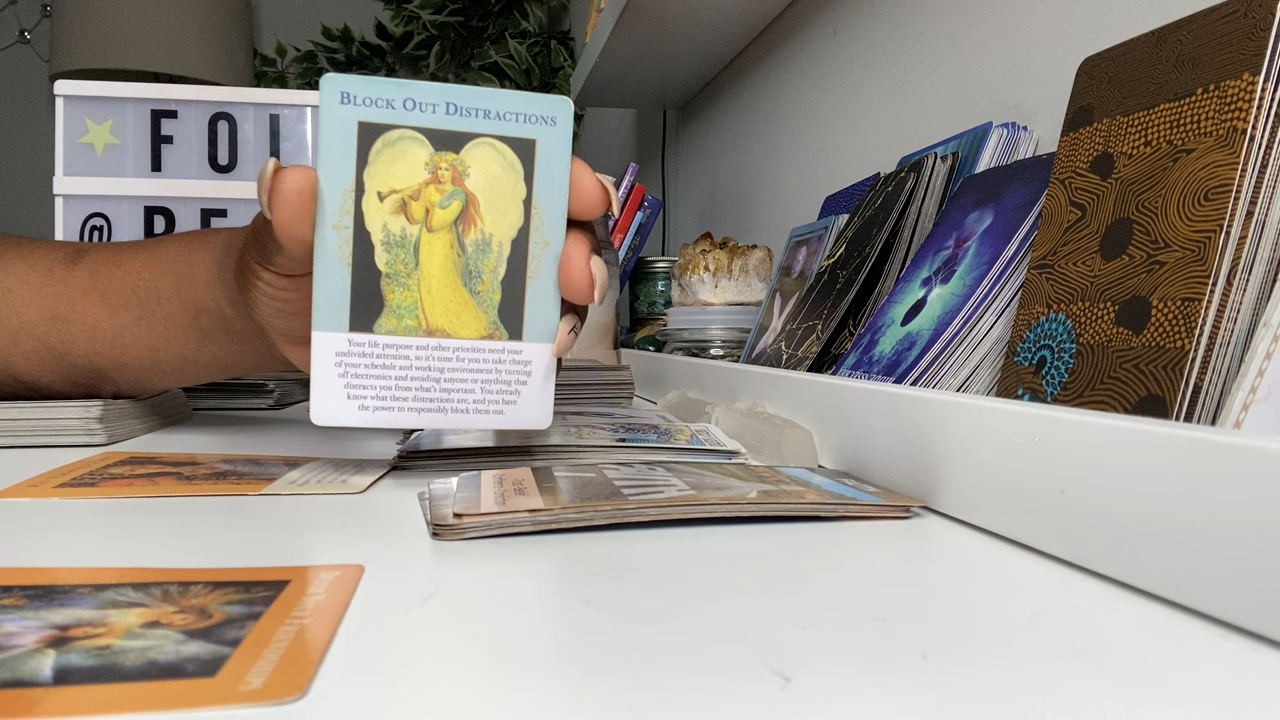 FOL
@ RE
BLOCK OUT DISTRACTIONS
Your life purpose and other priorities need your
undivided attention, so it's time for you to take charge
of your schedule and working environment by turning
off electronics and avoiding anyone or anything that
distracts you from what's important. You already
know what these distractions are, and you have
the power to responsibly block them out.